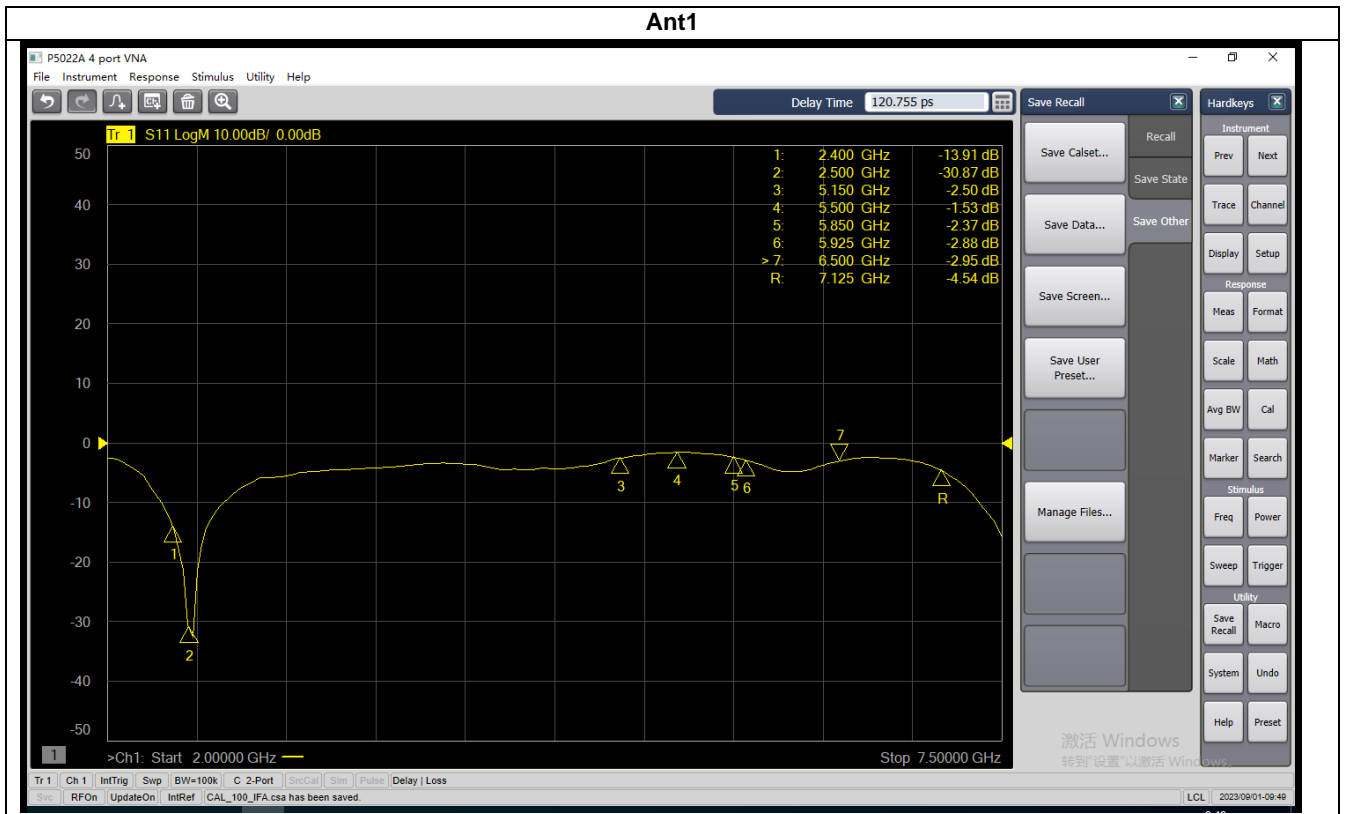 Ant1
P5022A 4 port VNA
File Instrument Response Stimulus Utility Help
Delay Time 120.755 ps
Tr 1 S11 LogM 10.00dB/ 0.00dB
50
40
30
20
10
0
-10
-20
-30
-40
-50
1: 2.400 GHz -13.91 dB
2: 2.500 GHz -30.87 dB
3: 5.150 GHz -2.50 dB
4: 5.500 GHz -1.53 dB
5: 5.850 GHz -2.37 dB
6: 5.925 GHz -2.88 dB
> 7: 6.500 GHz -2.95 dB
R: 7.125 GHz -4.54 dB
1
2
3
4
5
6
7
R
1
>Ch1: Start 2.00000 GHz
Stop 7.50000 GHz
Save Recall
Save Calset...
Save Data...
Save Screen...
Save User
Preset...
Manage Files...
Recall
Save State
Save Other
Hardkeys
Instrument
Prev Next
Trace Channel
Display Setup
Response
Meas Format
Scale Math
Avg BW Cal
Marker Search
Stimulus
Freq Power
Sweep Trigger
Utility
Save
Recall
Macro
System Undo
Help Preset
激活 Windows
转到"设置"以激活 Windows。
Tr 1 Ch 1 IntTrig Swp BW=100k C 2-Port SrcCal Sim Pulse Delay | Loss
Svc RFOn UpdateOn IntRef CAL_100_IFA.csa has been saved.
LCL 2023/09/01-09:49